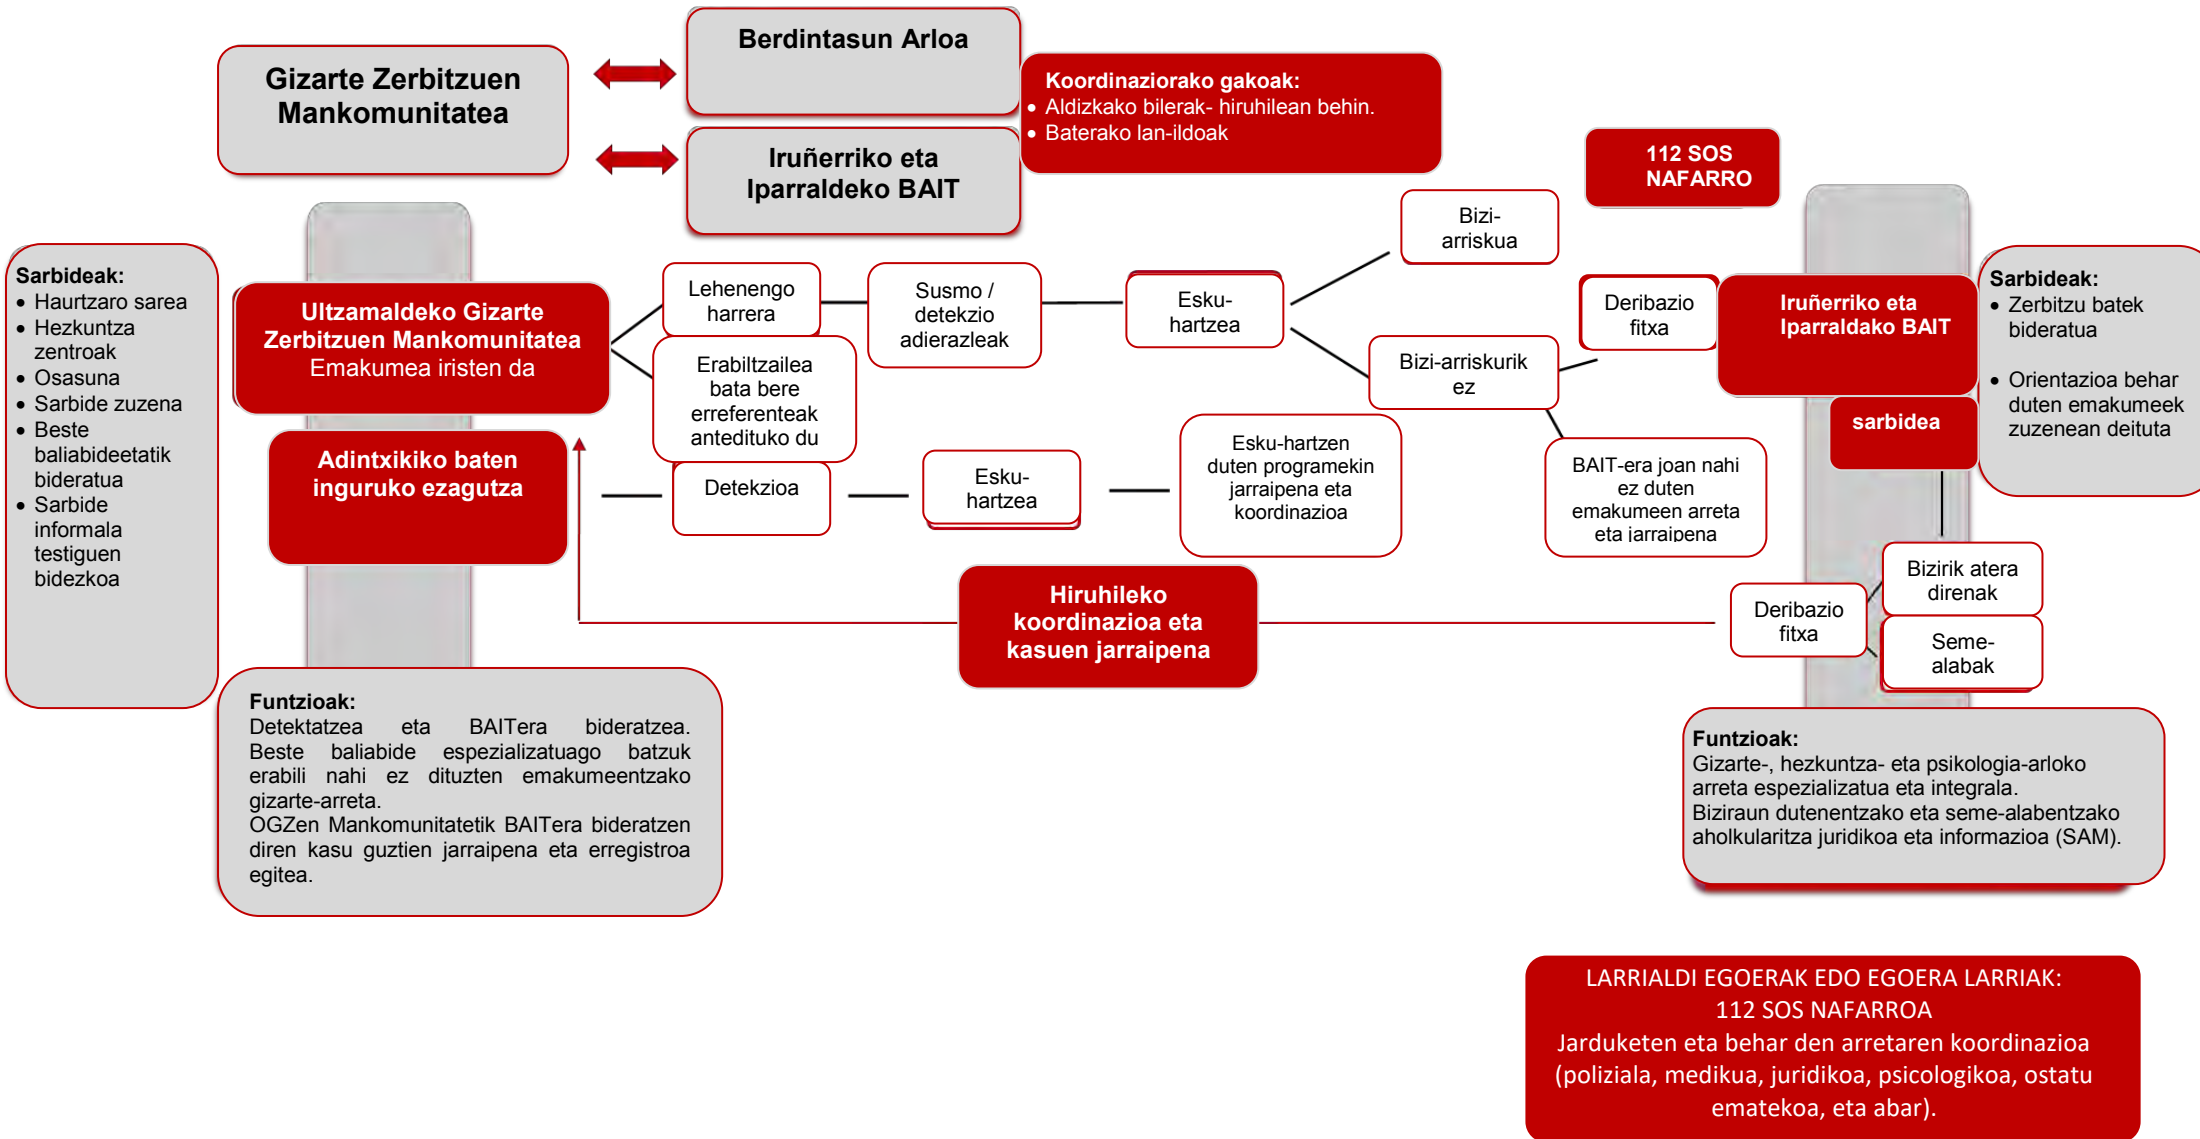 Gizarte Zerbitzuen
Mankomunitatea
Berdintasun Arloa
Iruñerriko eta
Iparraldeko BAIT
Koordinaziorako gakoak:
• Aldizkako bilerak- hiruhilean behin.
• Baterako lan-ildoak
112 SOS
NAFARRO
Sarbideak:
• Haurtzaro sarea
• Hezkuntza
zentroak
• Osasuna
• Sarbide zuzena
• Beste
baliabideetatik
bideratua
• Sarbide
informala
testiguen
bidezkoa
Ultzamaldeko Gizarte
Zerbitzuen Mankomunitatea
Emakumea iristen da
Lehenengo
harrera
Susmo /
detekzio
adierazleak
Esku-
hartzea
Bizi-
arriskua
Bizi-arriskurik
ez
Deribazio
fitxa
Iruñerriko eta
Iparraldako BAIT
sarbidea
Sarbideak:
• Zerbitzu batek
bideratua
• Orientazioa behar
duten emakumeek
zuzenean deituta
Erabiltzailea
bata bere
erreferenteak
antedituko du
Adintxikiko baten
inguruko ezagutza
Detekzioa
Esku-
hartzea
Esku-hartzen
duten programekin
jarraipena eta
koordinazioa
BAIT-era joan nahi
ez duten
emakumeen arreta
eta jarraipena
Hiruhileko
koordinazioa eta
kasuen jarraipena
Deribazio
fitxa
Bizirik atera
direnak
Seme-
alabak
Funtzioak:
Detektatzea eta BAITera bideratzea.
Beste baliabide espezializatuago batzuk
erabili nahi ez dituzten emakumeentzako
gizarte-arreta.
OGZen Mankomunitatetik BAITera bideratzen
diren kasu guztien jarraipena eta erregistroa
egitea.
Funtzioak:
Gizarte-, hezkuntza- eta psikologia-arloko
arreta espezializatua eta integrala.
Biziraun dutenentzako eta seme-alabentzako
aholkularitza juridikoa eta informazioa (SAM).
LARRIALDI EGOERAK EDO EGOERA LARRIAK:
112 SOS NAFARROA
Jarduketen eta behar den arretaren koordinazioa
(poliziala, medikua, juridikoa, psicologikoa, ostatu
ematekoa, eta abar).